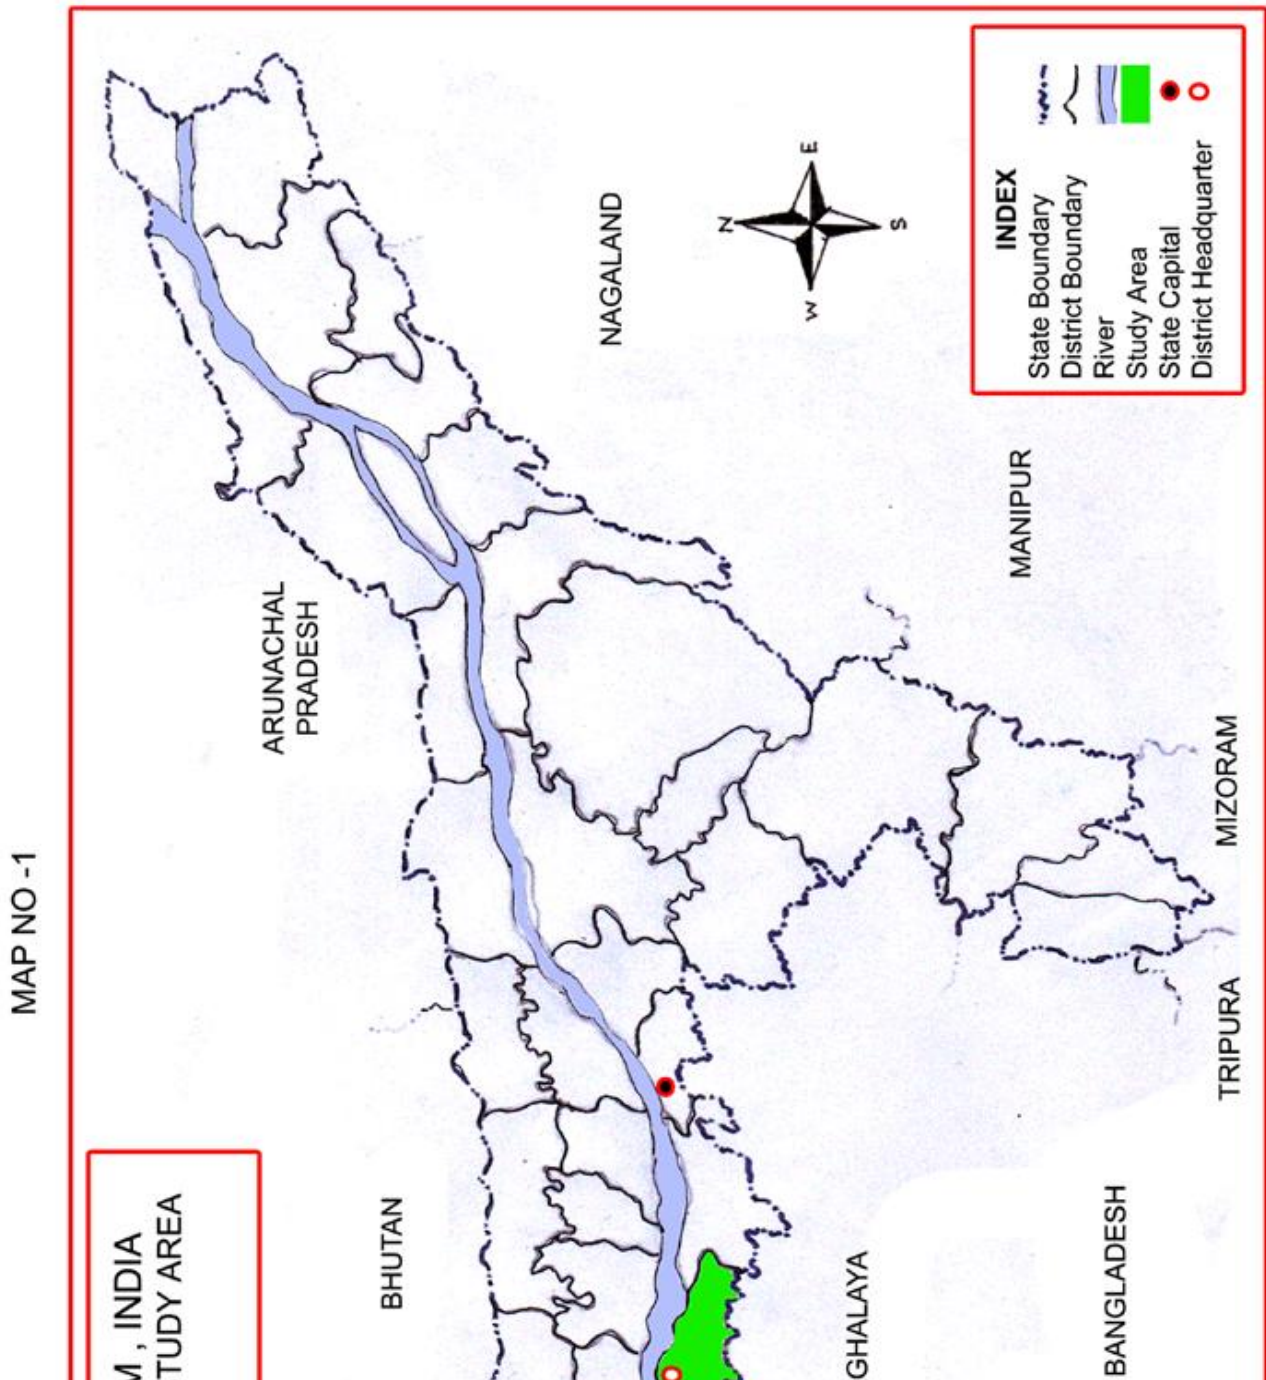 MAP NO -1
M , INDIA
TUDY AREA
ARUNACHAL
PRADESH
BHUTAN
NAGALAND
N
E
W
S
GHALAYA
MANIPUR
BANGLADESH
TRIPURA
MIZORAM
INDEX
State Boundary
District Boundary
River
Study Area
State Capital
District Headquarter